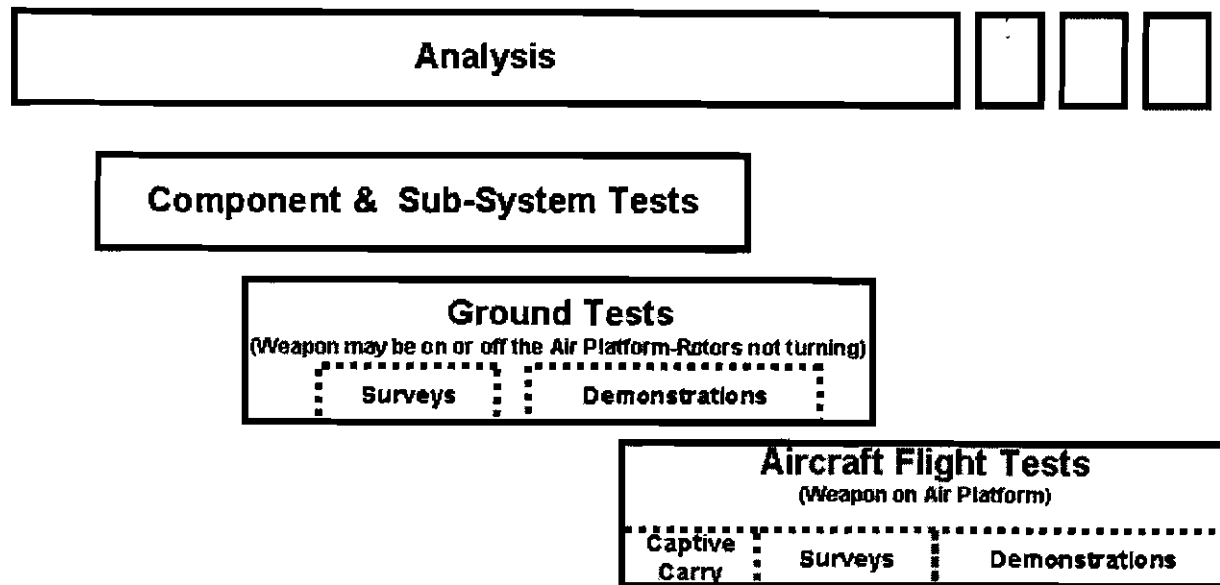 Analysis
Component & Sub-System Tests
Ground Tests
(Weapon may be on or off the Air Platform-Rotors not turning)
Surveys
Demonstrations
Aircraft Flight Tests
(Weapon on Air Platform)
Captive
Carry
Surveys
Demonstrations